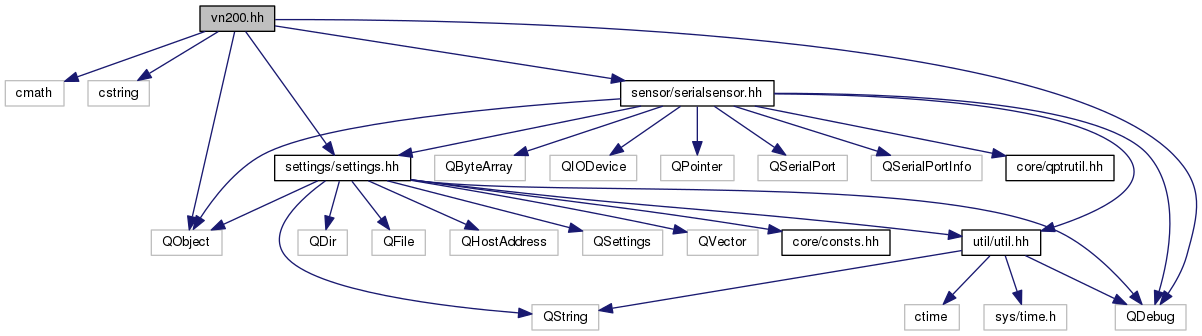 vn200.hh
cmath
cstring
sensor/serialsensor.hh
settings/settings.hh
QByteArray
QIODevice
QPointer
QSerialPort
QSerialPortInfo
core/qptrutil.hh
QObject
QDir
QFile
QHostAddress
QSettings
QVector
core/consts.hh
util/util.hh
QString
ctime
sys/time.h
QDebug